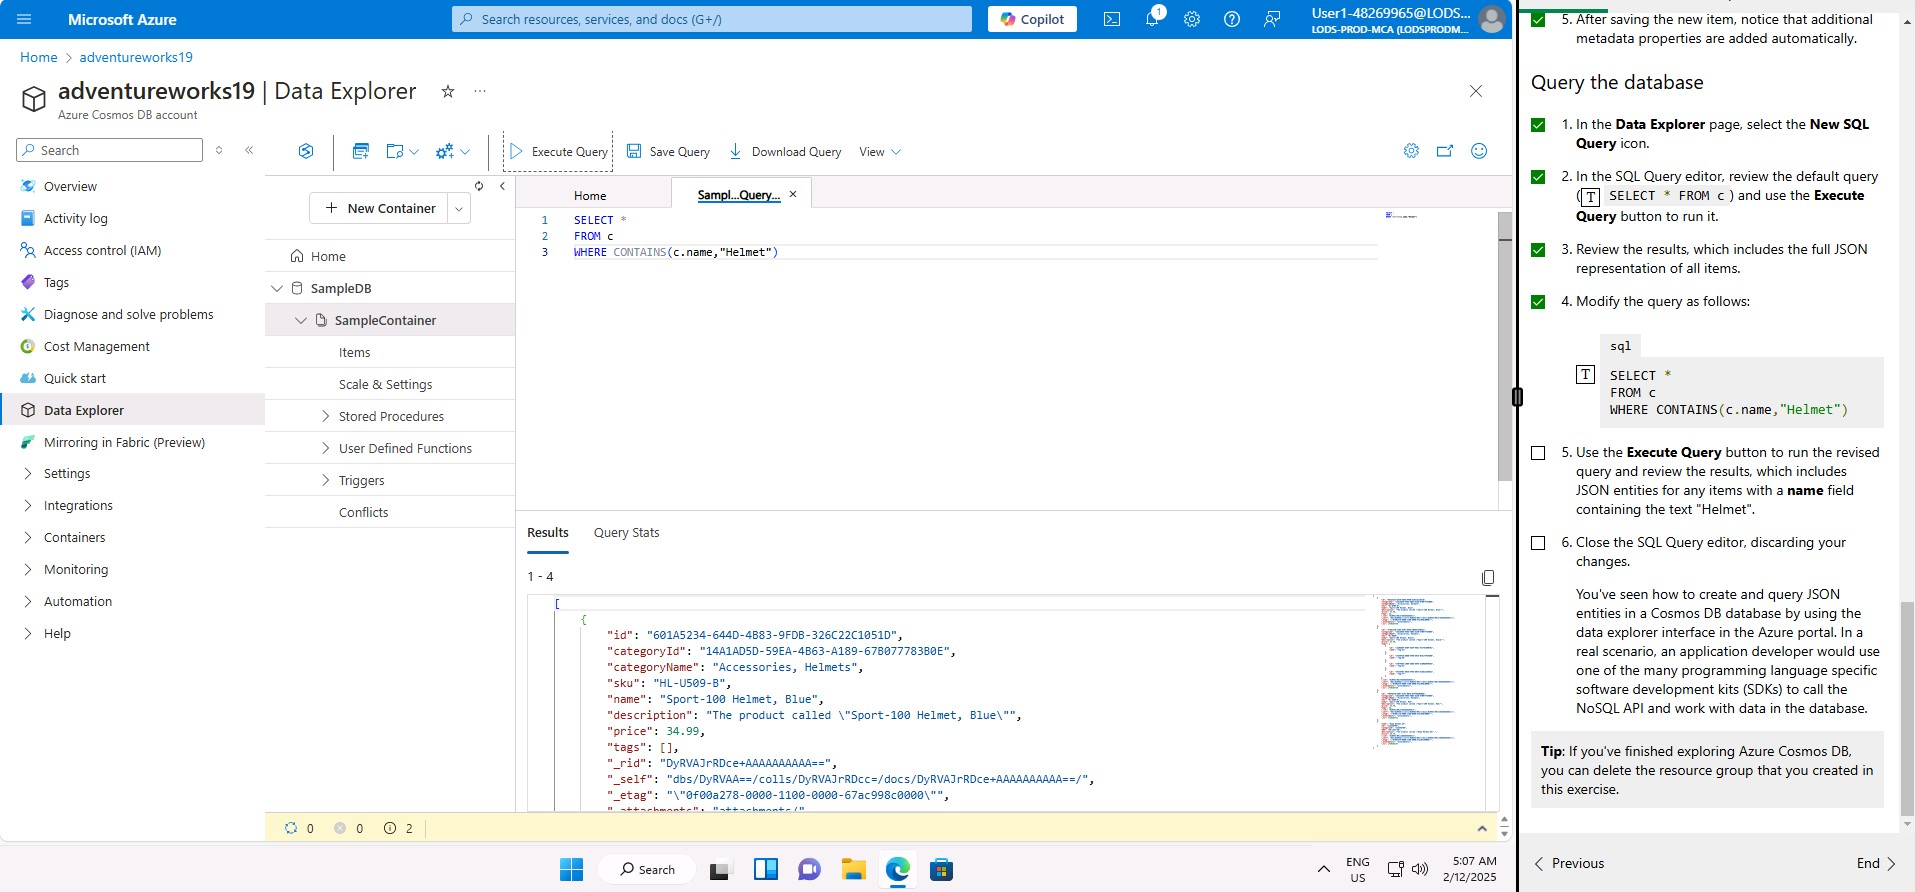 Microsoft Azure
Search resources, services, and docs (G+/)
Copilot
1
User1-48269965@LODS...
LODS-PROD-MCA (LODSPRODM...
Home > adventureworks19
adventureworks19 | Data Explorer
Azure Cosmos DB account
Search
Overview
Activity log
Access control (IAM)
Tags
Diagnose and solve problems
Cost Management
Quick start
Data Explorer
Mirroring in Fabric (Preview)
Settings
Integrations
Containers
Monitoring
Automation
Help
Execute Query
Save Query
Download Query
View
New Container
Home
SampleDB
SampleContainer
Items
Scale & Settings
Stored Procedures
User Defined Functions
Triggers
Conflicts
Home
Sampl...Query...
1 SELECT *
2 FROM c
3 WHERE CONTAINS(c.name,"Helmet")
Results
Query Stats
1 - 4
[
{
"id": "601A5234-644D-4B83-9FDB-326C22C1051D",
"categoryId": "14A1AD5D-59EA-4B63-A189-67B077783B0E",
"categoryName": "Accessories, Helmets",
"sku": "HL-U509-B",
"name": "Sport-100 Helmet, Blue",
"description": "The product called \"Sport-100 Helmet, Blue\"",
"price": 34.99,
"tags": [],
"_rid": "DyRVAJrRDce+AAAAAAAAAA==",
"_self": "dbs/DyRVAA==/colls/DyRVAJrRDcc=/docs/DyRVAJrRDce+AAAAAAAAAA==/",
"_etag": "\"0f00a278-0000-1100-0000-67ac998c0000\"",
"_attachments": "attachments/"
0
0
2
Search
ENG
US
5:07 AM
2/12/2025
5. After saving the new item, notice that additional
metadata properties are added automatically.
Query the database
1. In the Data Explorer page, select the New SQL
Query icon.
2. In the SQL Query editor, review the default query
(T SELECT * FROM c ) and use the Execute
Query button to run it.
3. Review the results, which includes the full JSON
representation of all items.
4. Modify the query as follows:
sql
T
SELECT *
FROM c
WHERE CONTAINS(c.name,"Helmet")
5. Use the Execute Query button to run the revised
query and review the results, which includes
JSON entities for any items with a name field
containing the text "Helmet".
6. Close the SQL Query editor, discarding your
changes.
You've seen how to create and query JSON
entities in a Cosmos DB database by using the
data explorer interface in the Azure portal. In a
real scenario, an application developer would use
one of the many programming language specific
software development kits (SDKs) to call the
NoSQL API and work with data in the database.
Tip: If you've finished exploring Azure Cosmos DB,
you can delete the resource group that you created in
this exercise.
Previous
End